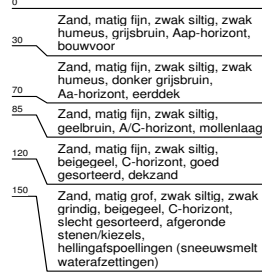 0
Zand, matig fijn, zwak siltig, zwak
humeus, grijsbruin, Aap-horizont,
bouwvoor
30
Zand, matig fijn, zwak siltig, zwak
humeus, donker grijsbruin,
Aa-horizont, eerddek
70
85
Zand, matig fijn, zwak siltig,
geelbruin, A/C-horizont, mollenlaag
120
Zand, matig fijn, zwak siltig,
beigegeel, C-horizont, goed
gesorteerd, dekzand
150
Zand, matig grof, zwak siltig, zwak
grindig, beigegeel, C-horizont,
slecht gesorteerd, afgeronde
stenen/kiezels,
hellingafspoellingen (sneeuwsmelt
waterafzettingen)